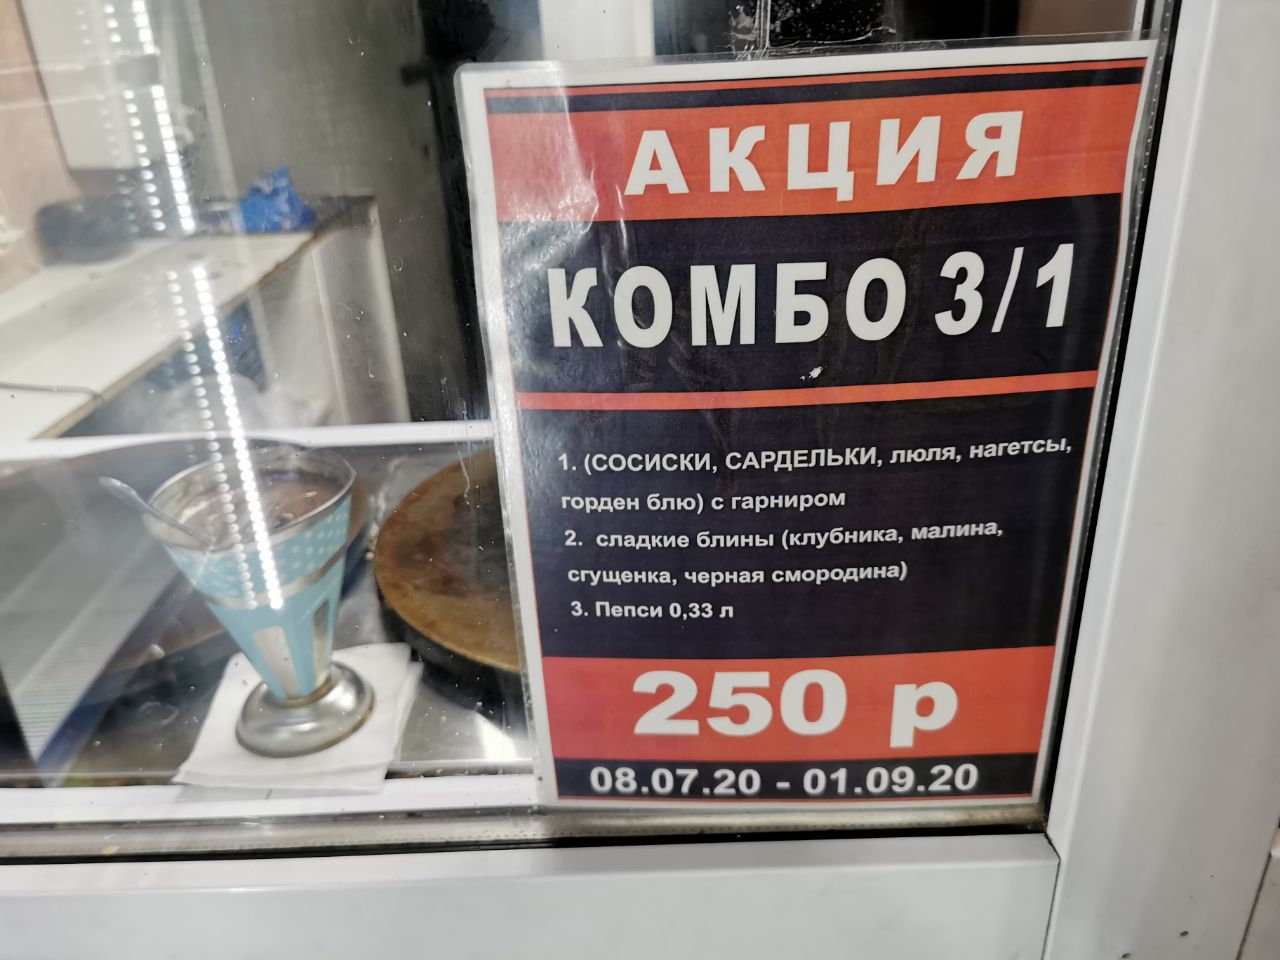 АКЦИЯ
КОМБО 3/1
1. (СОСИСКИ, САРДЕЛЬКИ, люля, нагетсы,
горден блю) с гарниром
2. сладкие блины (клубника, малина,
сгущенка, черная смородина)
3. Пепси 0,33 л
250 р
08.07.20 - 01.09.20